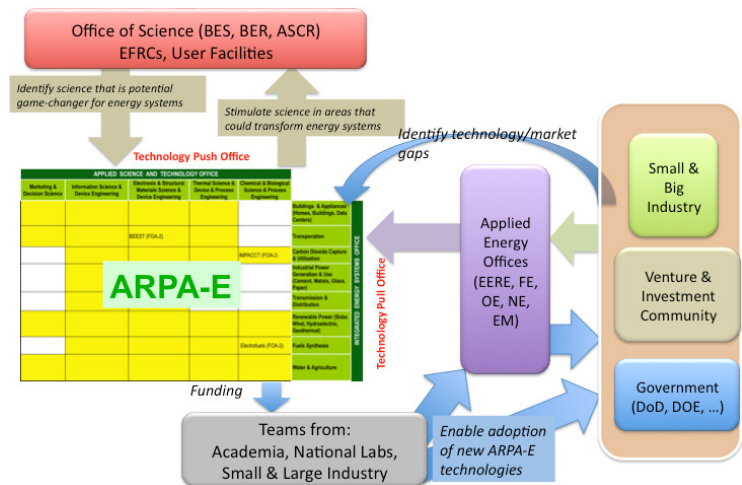 Office of Science (BES, BER, ASCR)
EFRCs, User Facilities
Identify science that is potential
game-changer for energy systems
Stimulate science in areas that
could transform energy systems
Identify technology/market
gaps
Technology Push Office
APPLIED SCIENCE AND TECHNOLOGY OFFICE
Marketing &
Decision Science
Information Science &
Device Engineering
Electronic & Structural
Materials Science &
Device Engineering
Thermal Science &
Device & Process
Engineering
Chemical & Biological
Science & Process
Engineering
Buildings & Appliances
(Homes, Buildings, Data
Centers)
BEEST (FOA-2)
Transporation
IMPACCT (FOA-2)
Carbon Dioxide Capture
& Utilization
Industrial Power
Generation & Use
(Cement, Metals, Glass,
Paper)
Transmission &
Distribution
Renewable Power (Solar,
Wind, Hydroelectric,
Geothermal)
Electrofuels (FOA-2)
Fuels Synthesis
Water & Agriculture
ARPA-E
INTEGRATED ENERGY SYSTEMS OFFICE
Technology Pull Office
Applied
Energy
Offices
(EERE, FE,
OE, NE,
EM)
Small &
Big
Industry
Venture &
Investment
Community
Government
(DoD, DOE, ...)
Funding
Teams from:
Academia, National Labs,
Small & Large Industry
Enable adoption
of new ARPA-E
technologies